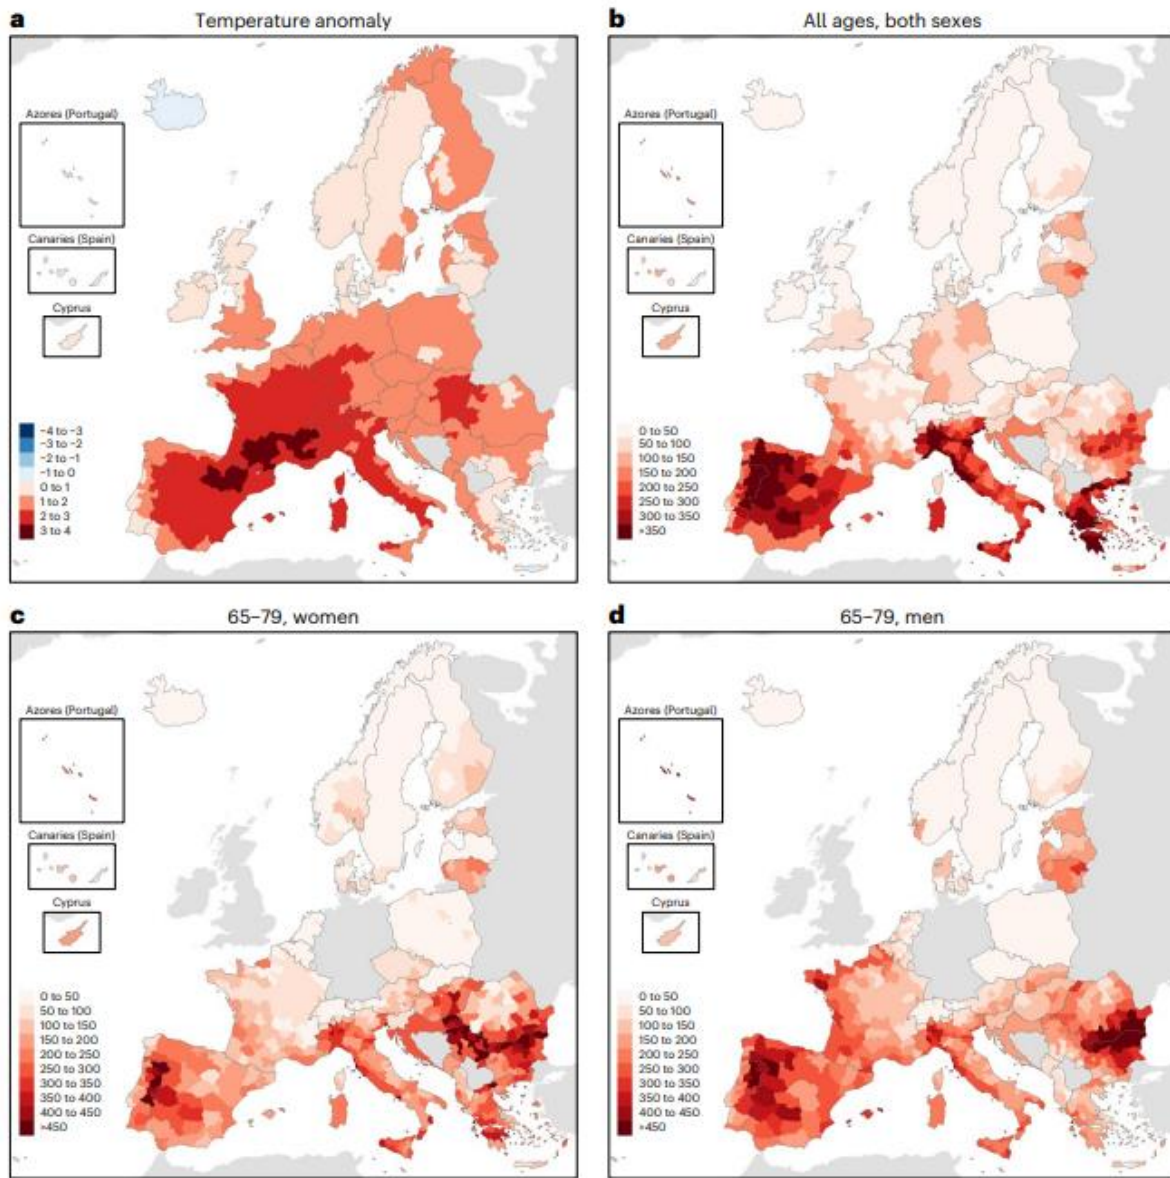 a Temperature anomaly
Azores (Portugal)
Canaries (Spain)
Cyprus
−4 to −3
−3 to −2
−2 to −1
−1 to 0
0 to 1
1 to 2
2 to 3
3 to 4
b All ages, both sexes
Azores (Portugal)
Canaries (Spain)
Cyprus
0 to 50
50 to 100
100 to 150
150 to 200
200 to 250
250 to 300
300 to 350
>350
c 65–79, women
Azores (Portugal)
Canaries (Spain)
Cyprus
0 to 50
50 to 100
100 to 150
150 to 200
200 to 250
250 to 300
300 to 350
350 to 400
400 to 450
>450
d 65–79, men
Azores (Portugal)
Canaries (Spain)
Cyprus
0 to 50
50 to 100
100 to 150
150 to 200
200 to 250
250 to 300
300 to 350
350 to 400
400 to 450
>450